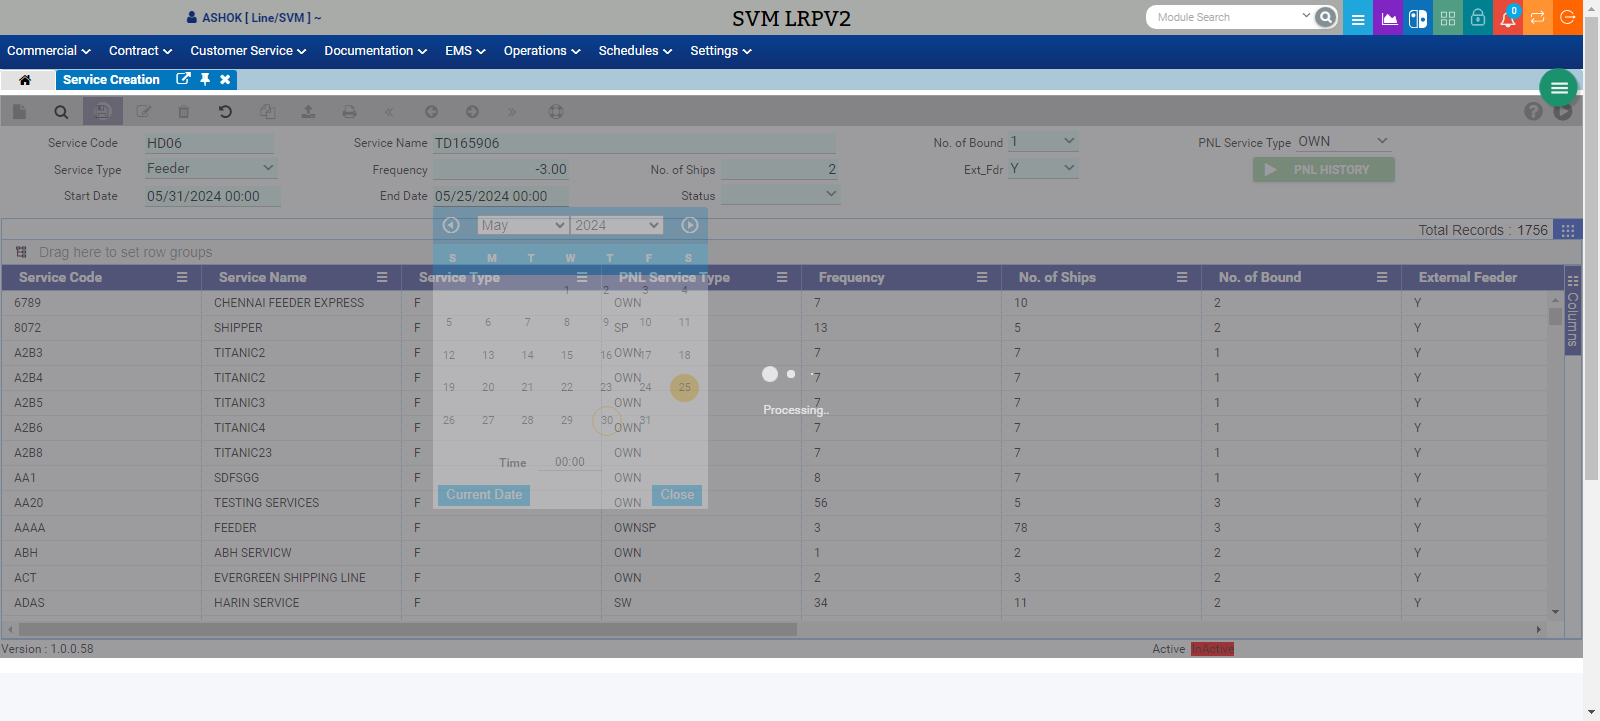 ASHOK [ Line/SVM ] ~
SVM LRPV2
Module Search
0
Commercial Contract Customer Service Documentation EMS Operations Schedules Settings
Service Creation
Service Code HD06 Service Name TD165906 No. of Bound 1 PNL Service Type OWN
Service Type Feeder Frequency -3.00 No. of Ships 2 Ext_Fdr Y PNL HISTORY
Start Date 05/31/2024 00:00 End Date 05/25/2024 00:00 Status
May 2024
S M T W T F S
1 2 3 4
5 6 7 8 9 10 11
12 13 14 15 16 17 18
19 20 21 22 23 24 25
26 27 28 29 30 31
Time 00:00
Current Date Close
Total Records : 1756
Drag here to set row groups
Service Code Service Name Service Type PNL Service Type Frequency No. of Ships No. of Bound External Feeder
6789 CHENNAI FEEDER EXPRESS F OWN 7 10 2 Y
8072 SHIPPER F SP 13 5 2 Y
A2B3 TITANIC2 F OWN 7 7 1 Y
A2B4 TITANIC2 F OWN 7 7 1 Y
A2B5 TITANIC3 F OWN 7 7 1 Y
A2B6 TITANIC4 F OWN 7 7 1 Y
A2B8 TITANIC23 F OWN 7 7 1 Y
AA1 SDFSGG F OWN 8 7 1 Y
AA20 TESTING SERVICES F OWN 56 5 3 Y
AAAA FEEDER F OWNSP 3 78 3 Y
ABH ABH SERVICW F OWN 1 2 2 Y
ACT EVERGREEN SHIPPING LINE F OWN 2 3 2 Y
ADAS HARIN SERVICE F SW 34 11 2 Y
Columns
Processing..
Version : 1.0.0.58
Active InActive